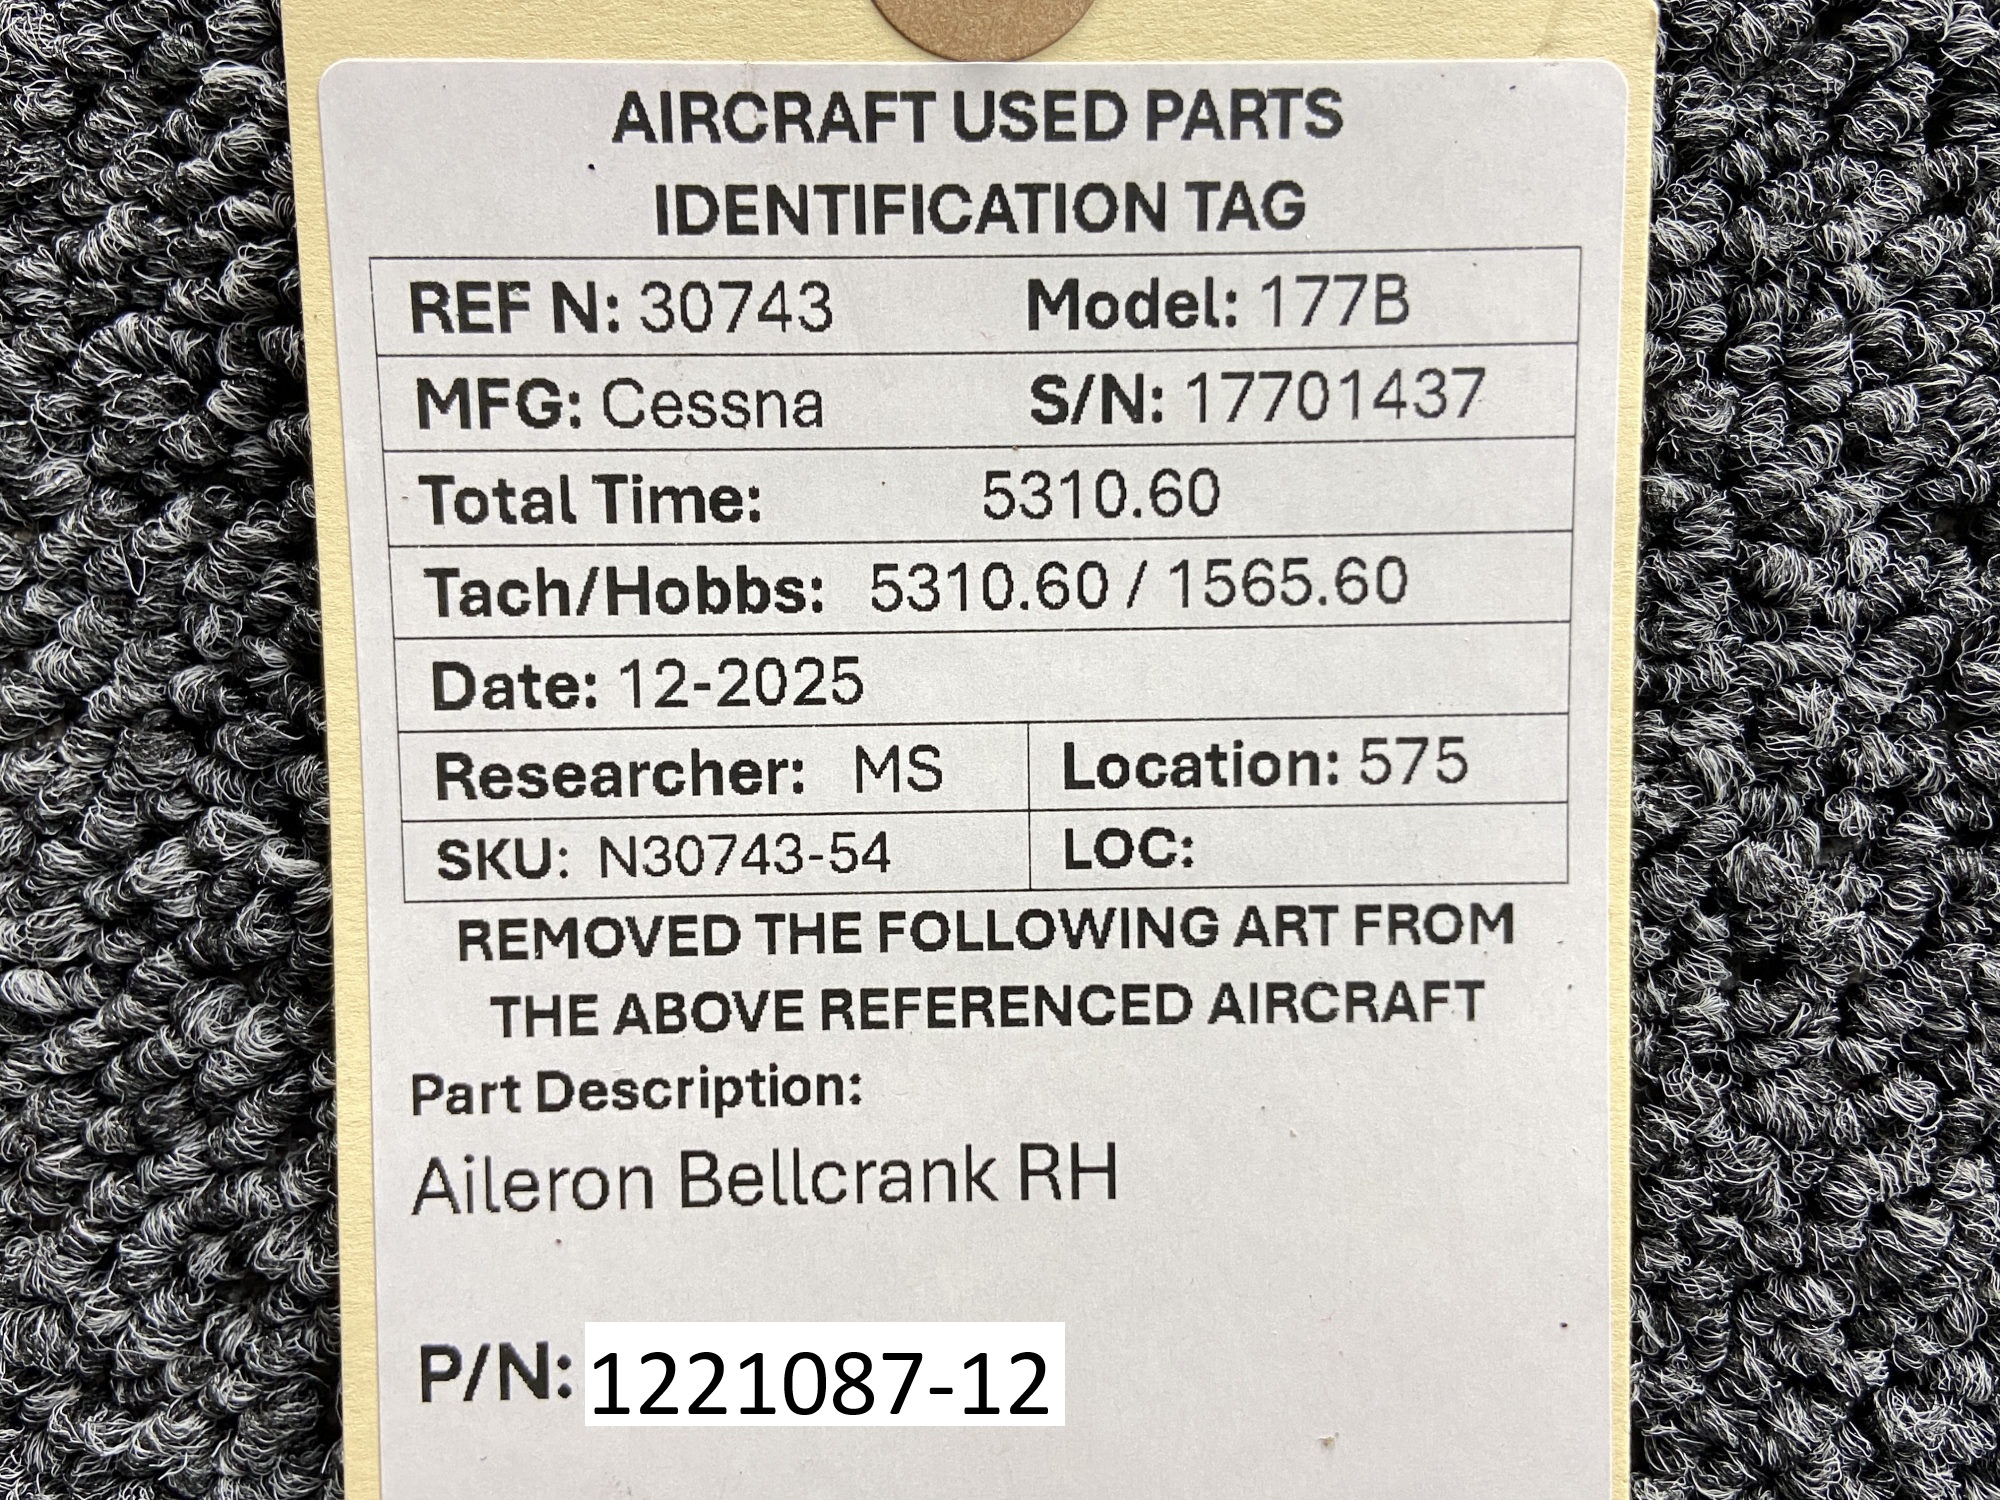 AIRCRAFT USED PARTS
IDENTIFICATION TAG
REF N: 30743 Model: 177B
MFG: Cessna S/N: 17701437
Total Time: 5310.60
Tach/Hobbs: 5310.60 / 1565.60
Date: 12-2025
Researcher: MS Location: 575
SKU: N30743-54 LOC:
REMOVED THE FOLLOWING ART FROM
THE ABOVE REFERENCED AIRCRAFT
Part Description:
Aileron Bellcrank RH
P/N: 1221087-12